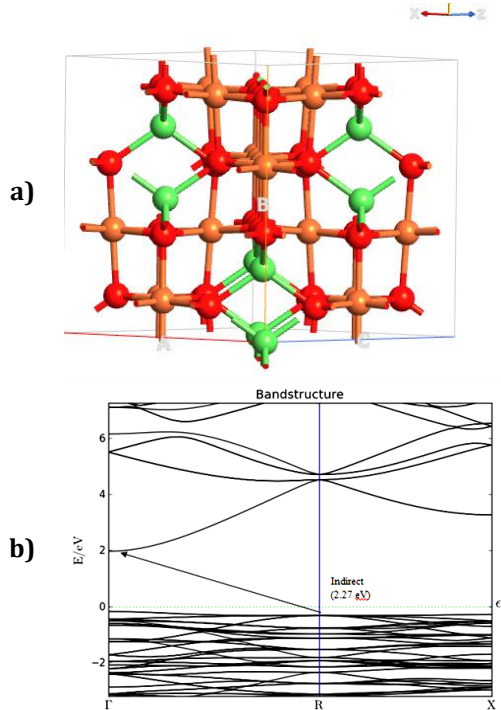 X Z
a)
B
A C
Bandstructure
6
4
b)
E/eV
2
Indirect
(2.27 eV)
0
ϵ
−2
Γ R X